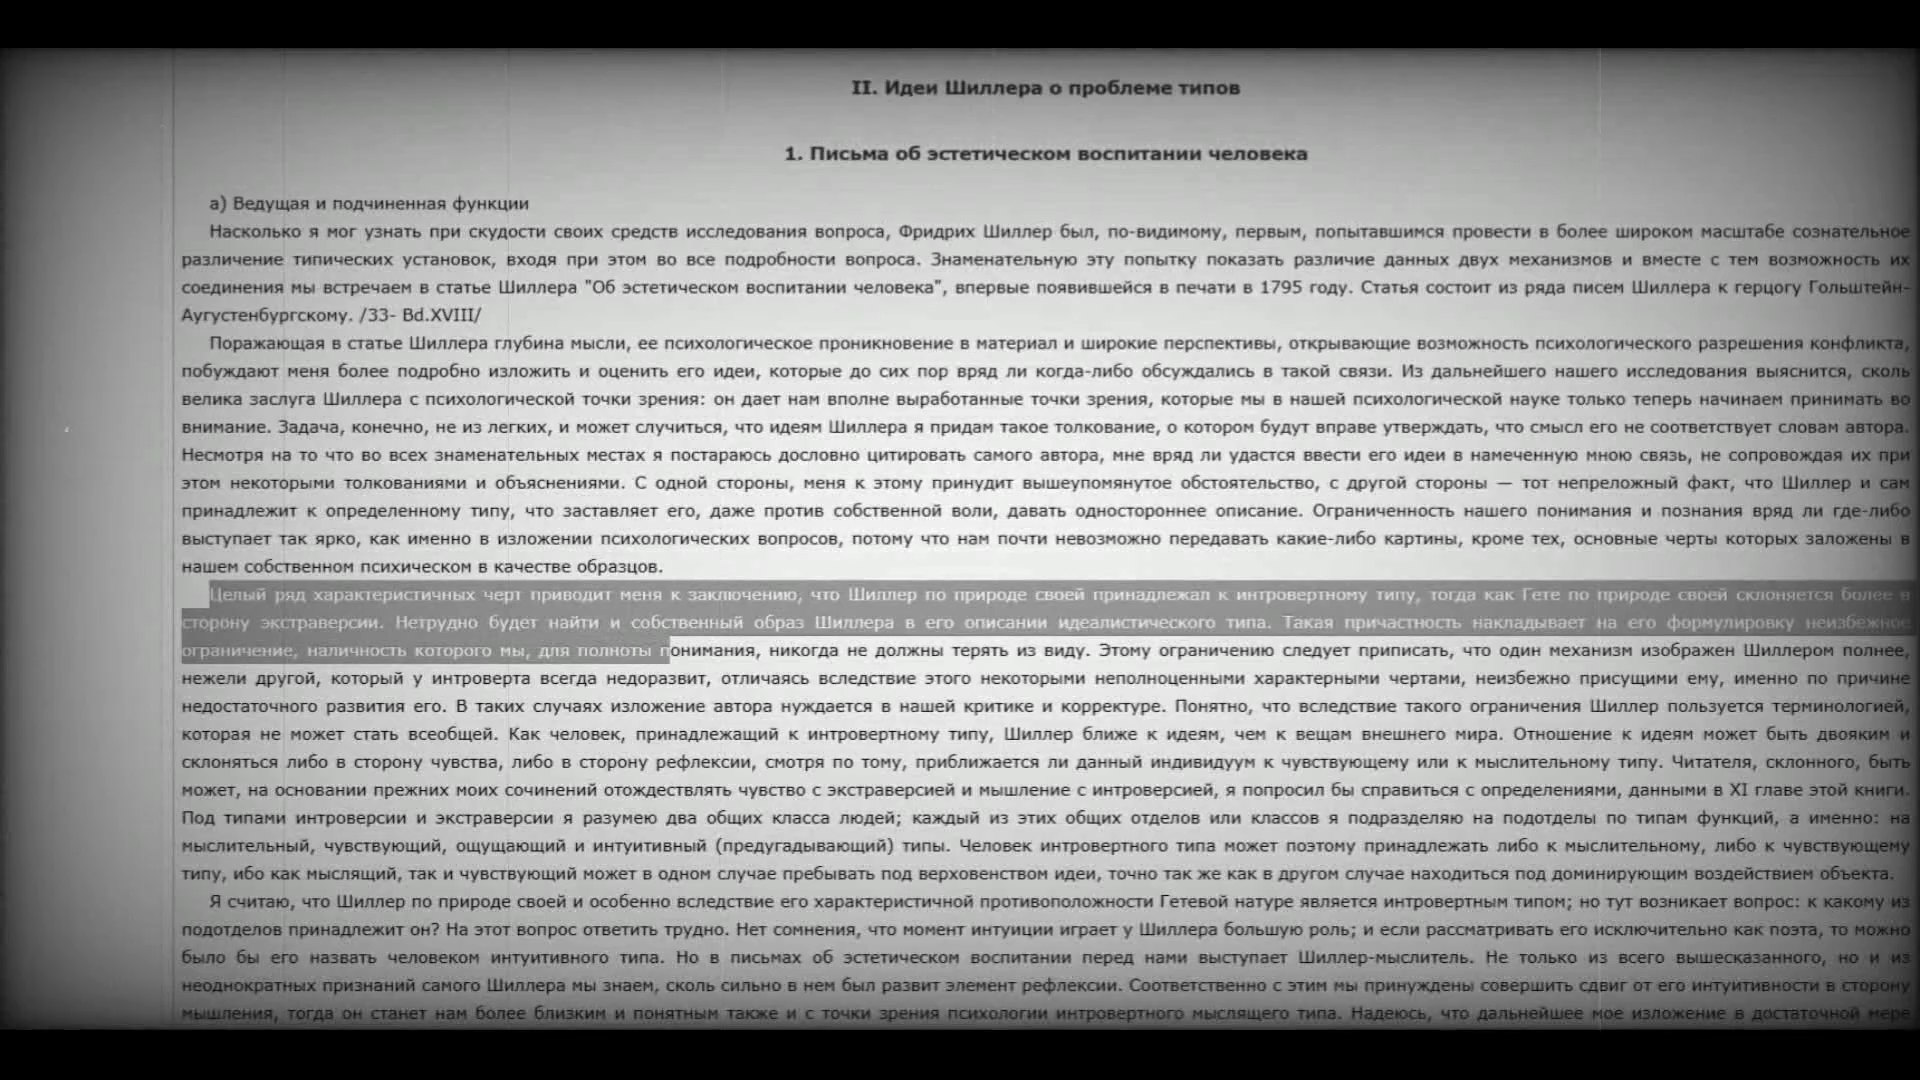 II. Идеи Шиллера о проблеме типов
1. Письма об эстетическом воспитании человека
а) Ведущая и подчиненная функции
Насколько я мог узнать при скудости своих средств исследования вопроса, Фридрих Шиллер был, по-видимому, первым, попытавшимся провести в более широком масштабе сознательное
различение типических установок, входя при этом во все подробности вопроса. Знаменательную эту попытку показать различие данных двух механизмов и вместе с тем возможность их
соединения мы встречаем в статье Шиллера "Об эстетическом воспитании человека", впервые появившейся в печати в 1795 году. Статья состоит из ряда писем Шиллера к герцогу Гольштейн-
Аугустенбургскому. /33- Bd.XVIII/
Поражающая в статье Шиллера глубина мысли, ее психологическое проникновение в материал и широкие перспективы, открывающие возможность психологического разрешения конфликта,
побуждают меня более подробно изложить и оценить его идеи, которые до сих пор вряд ли когда-либо обсуждались в такой связи. Из дальнейшего нашего исследования выяснится, сколь
велика заслуга Шиллера с психологической точки зрения: он дает нам вполне выработанные точки зрения, которые мы в нашей психологической науке только теперь начинаем принимать во
внимание. Задача, конечно, не из легких, и может случиться, что идеям Шиллера я придам такое толкование, о котором будут вправе утверждать, что смысл его не соответствует словам автора.
Несмотря на то что во всех знаменательных местах я постараюсь дословно цитировать самого автора, мне вряд ли удастся ввести его идеи в намеченную мною связь, не сопровождая их при
этом некоторыми толкованиями и объяснениями. С одной стороны, меня к этому принудит вышеупомянутое обстоятельство, с другой стороны — тот непреложный факт, что Шиллер и сам
принадлежит к определенному типу, что заставляет его, даже против собственной воли, давать одностороннее описание. Ограниченность нашего понимания и познания вряд ли где-либо
выступает так ярко, как именно в изложении психологических вопросов, потому что нам почти невозможно передавать какие-либо картины, кроме тех, основные черты которых заложены в
нашем собственном психическом в качестве образцов.
Целый ряд характеристичных черт приводит меня к заключению, что Шиллер по природе своей принадлежал к интровертному типу, тогда как Гете по природе своей склоняется более в
сторону экстраверсии. Нетрудно будет найти и собственный образ Шиллера в его описании идеалистического типа. Такая причастность накладывает на его формулировку неизбежное
ограничение, наличность которого мы, для полноты понимания, никогда не должны терять из виду. Этому ограничению следует приписать, что один механизм изображен Шиллером полнее,
нежели другой, который у интроверта всегда недоразвит, отличаясь вследствие этого некоторыми неполноценными характерными чертами, неизбежно присущими ему, именно по причине
недостаточного развития его. В таких случаях изложение автора нуждается в нашей критике и корректуре. Понятно, что вследствие такого ограничения Шиллер пользуется терминологией,
которая не может стать всеобщей. Как человек, принадлежащий к интровертному типу, Шиллер ближе к идеям, чем к вещам внешнего мира. Отношение к идеям может быть двояким и
склоняться либо в сторону чувства, либо в сторону рефлексии, смотря по тому, приближается ли данный индивидуум к чувствующему или к мыслительному типу. Читателя, склонного, быть
может, на основании прежних моих сочинений отождествлять чувство с экстраверсией и мышление с интроверсией, я попросил бы справиться с определениями, данными в XI главе этой книги.
Под типами интроверсии и экстраверсии я разумею два общих класса людей; каждый из этих общих отделов или классов я подразделяю на подотделы по типам функций, а именно: на
мыслительный, чувствующий, ощущающий и интуитивный (предугадывающий) типы. Человек интровертного типа может поэтому принадлежать либо к мыслительному, либо к чувствующему
типу, ибо как мыслящий, так и чувствующий может в одном случае пребывать под верховенством идеи, точно так же как в другом случае находиться под доминирующим воздействием объекта.
Я считаю, что Шиллер по природе своей и особенно вследствие его характеристичной противоположности Гетевой натуре является интровертным типом; но тут возникает вопрос: к какому из
подотделов принадлежит он? На этот вопрос ответить трудно. Нет сомнения, что момент интуиции играет у Шиллера большую роль; и если рассматривать его исключительно как поэта, то можно
было бы его назвать человеком интуитивного типа. Но в письмах об эстетическом воспитании перед нами выступает Шиллер-мыслитель. Не только из всего вышесказанного, но и из
неоднократных признаний самого Шиллера мы знаем, сколь сильно в нем был развит элемент рефлексии. Соответственно с этим мы принуждены совершить сдвиг от его интуитивности в сторону
мышления, тогда он станет нам более близким и понятным также и с точки зрения психологии интровертного мыслящего типа. Надеюсь, что дальнейшее мое изложение в достаточной мере